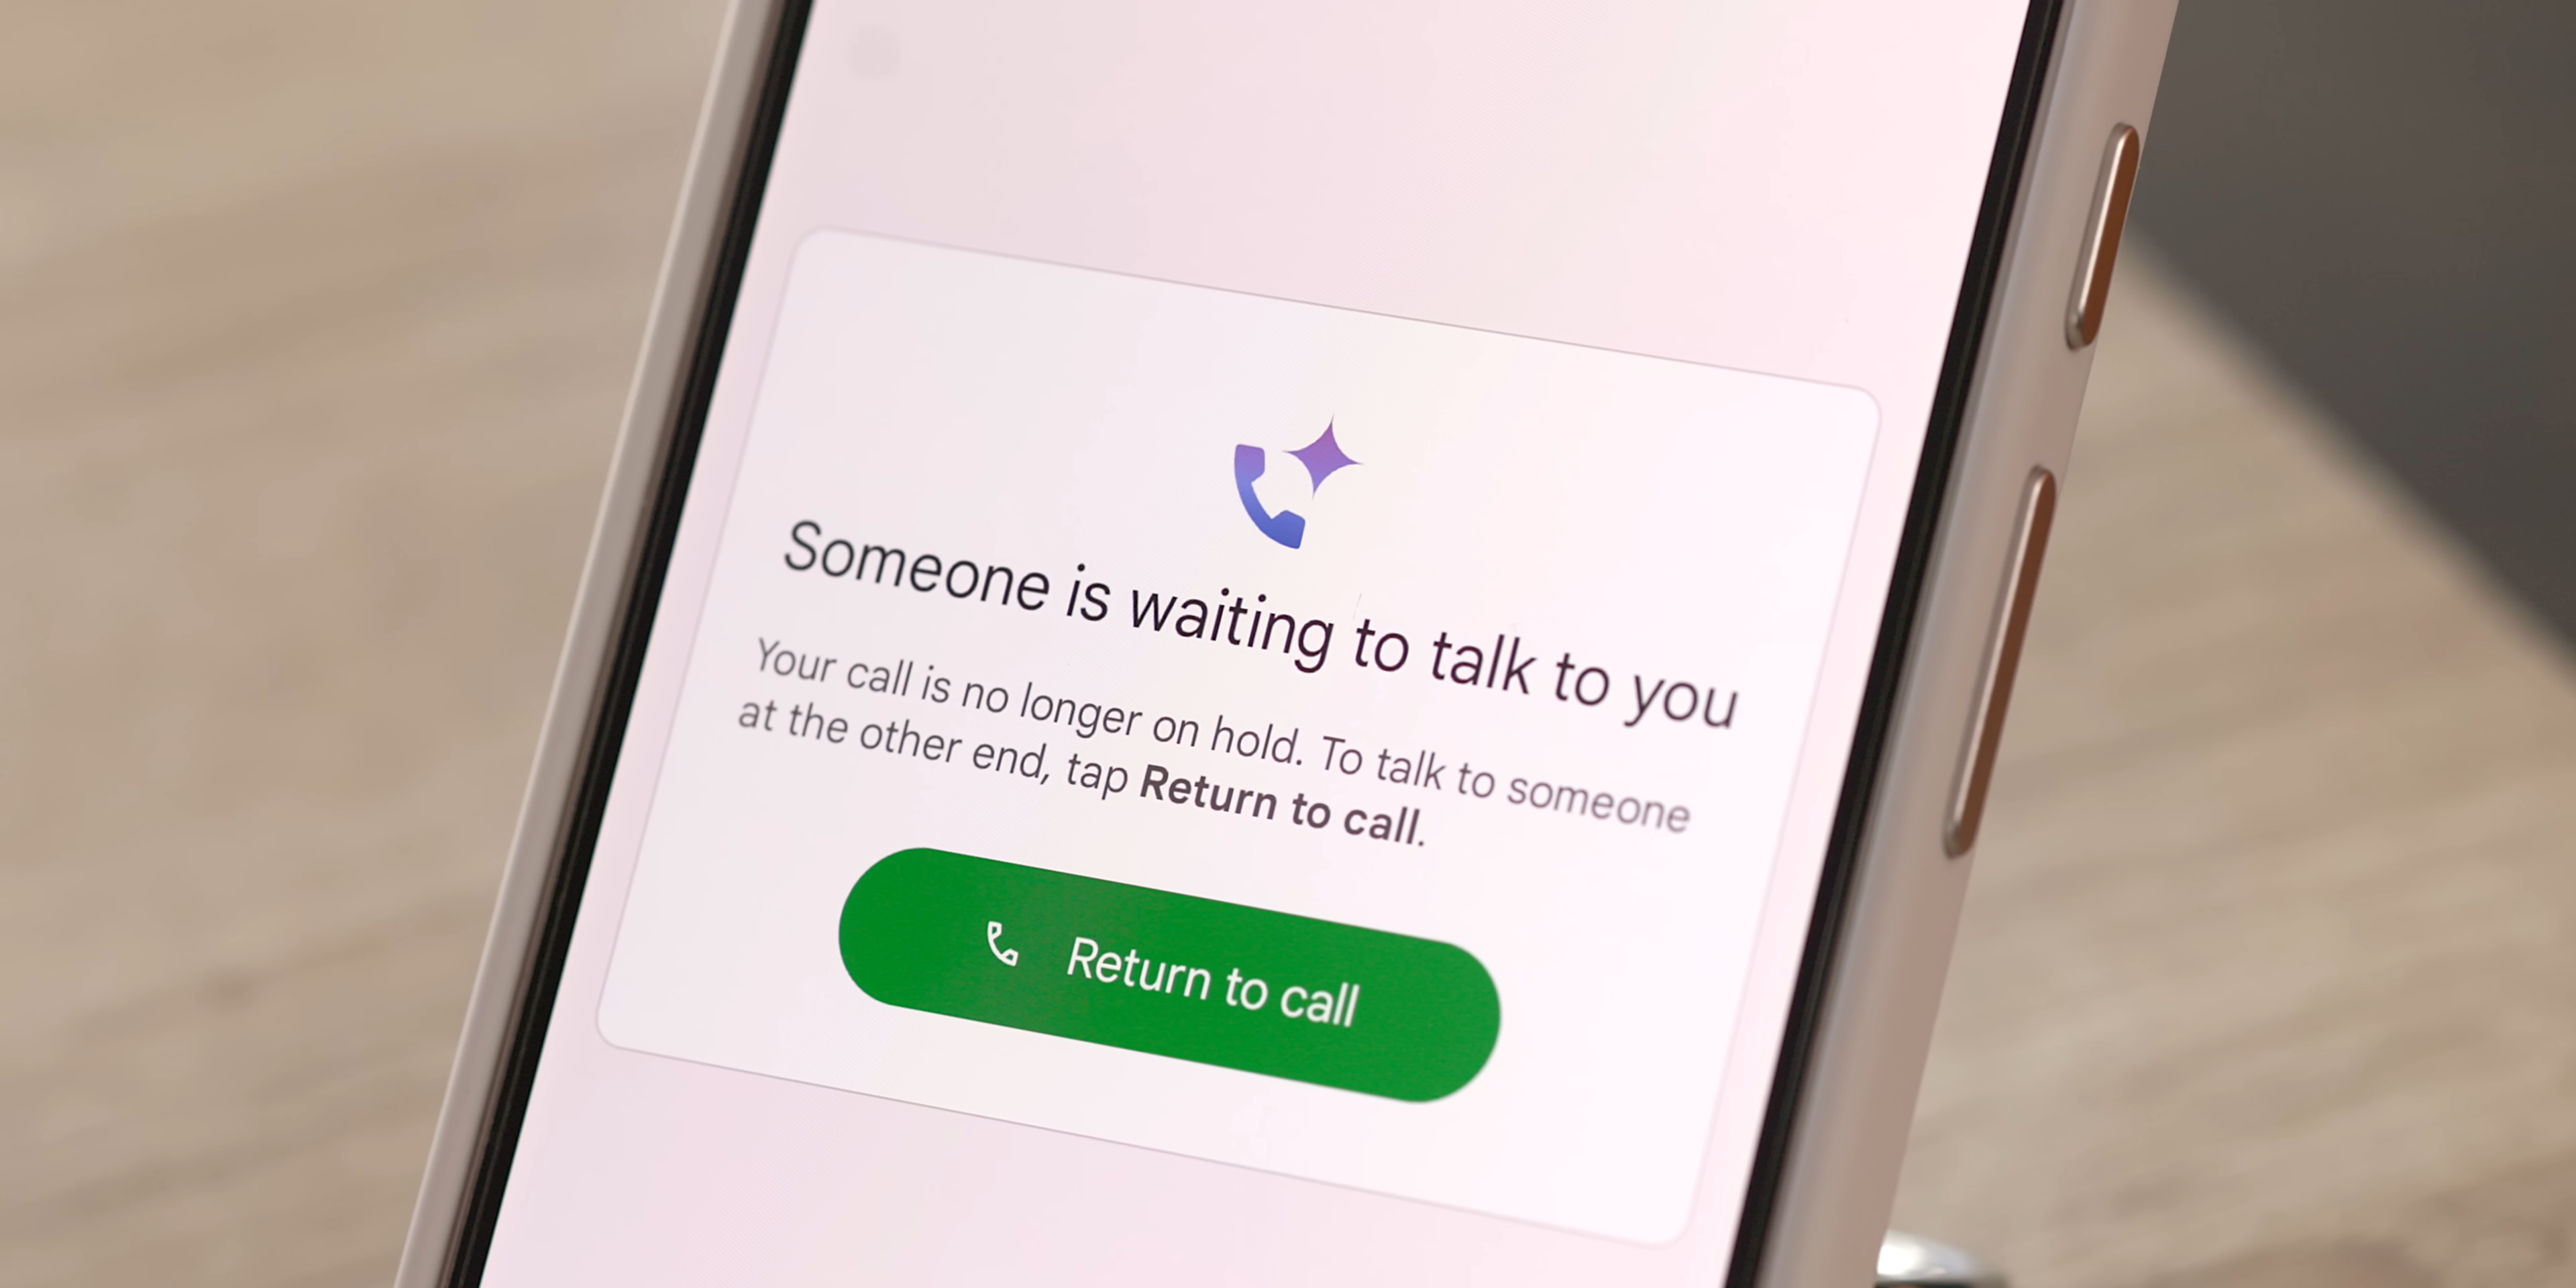 Someone is waiting to talk to you
Your call is no longer on hold. To talk to someone
at the other end, tap Return to call.
Return to call